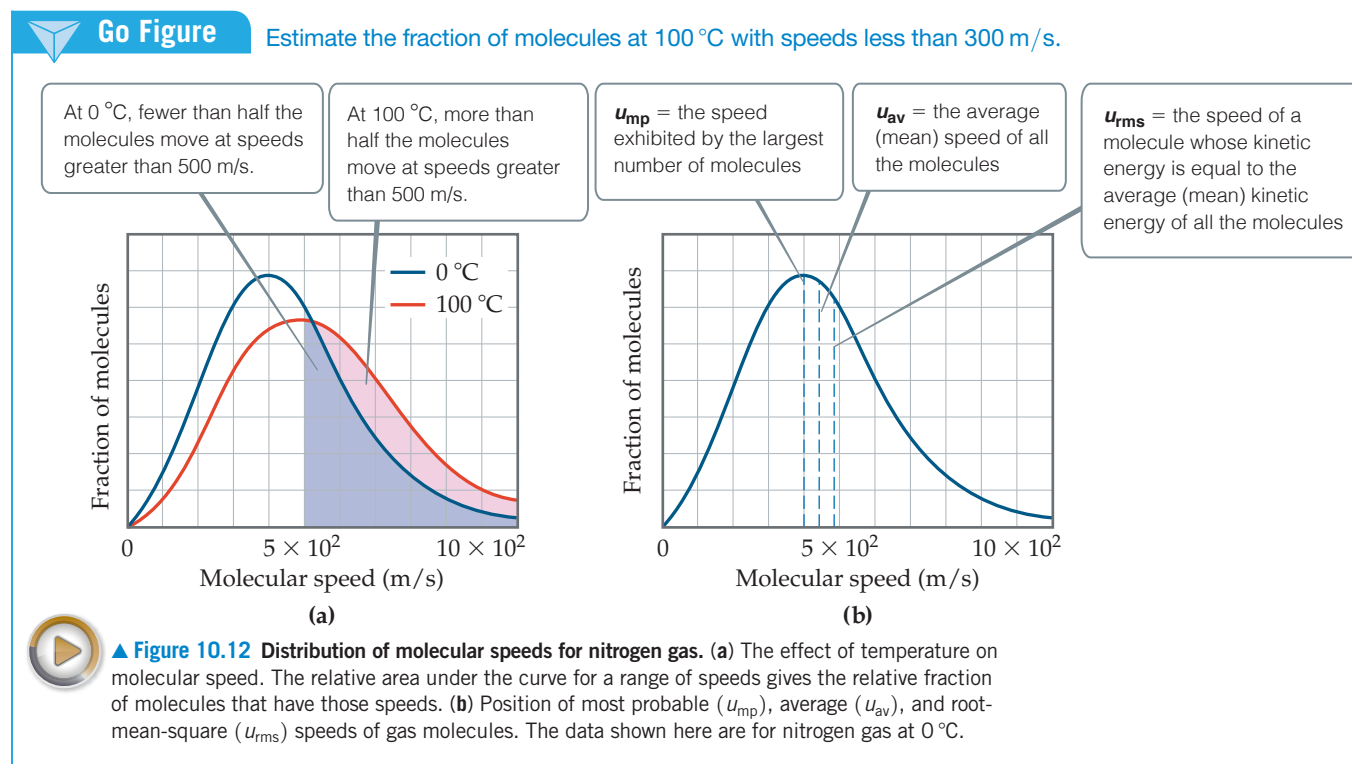 Go Figure
Estimate the fraction of molecules at 100 °C with speeds less than 300 m/s.
At 0 °C, fewer than half the
molecules move at speeds
greater than 500 m/s.
At 100 °C, more than
half the molecules
move at speeds greater
than 500 m/s.
u_mp = the speed
exhibited by the largest
number of molecules
u_av = the average
(mean) speed of all
the molecules
u_rms = the speed of a
molecule whose kinetic
energy is equal to the
average (mean) kinetic
energy of all the molecules
Fraction of molecules
0 °C
100 °C
0
5 × 10²
10 × 10²
Molecular speed (m/s)
(a)
Fraction of molecules
0
5 × 10²
10 × 10²
Molecular speed (m/s)
(b)
▲ Figure 10.12 Distribution of molecular speeds for nitrogen gas. (a) The effect of temperature on
molecular speed. The relative area under the curve for a range of speeds gives the relative fraction
of molecules that have those speeds. (b) Position of most probable (u_mp), average (u_av), and root-
mean-square (u_rms) speeds of gas molecules. The data shown here are for nitrogen gas at 0 °C.